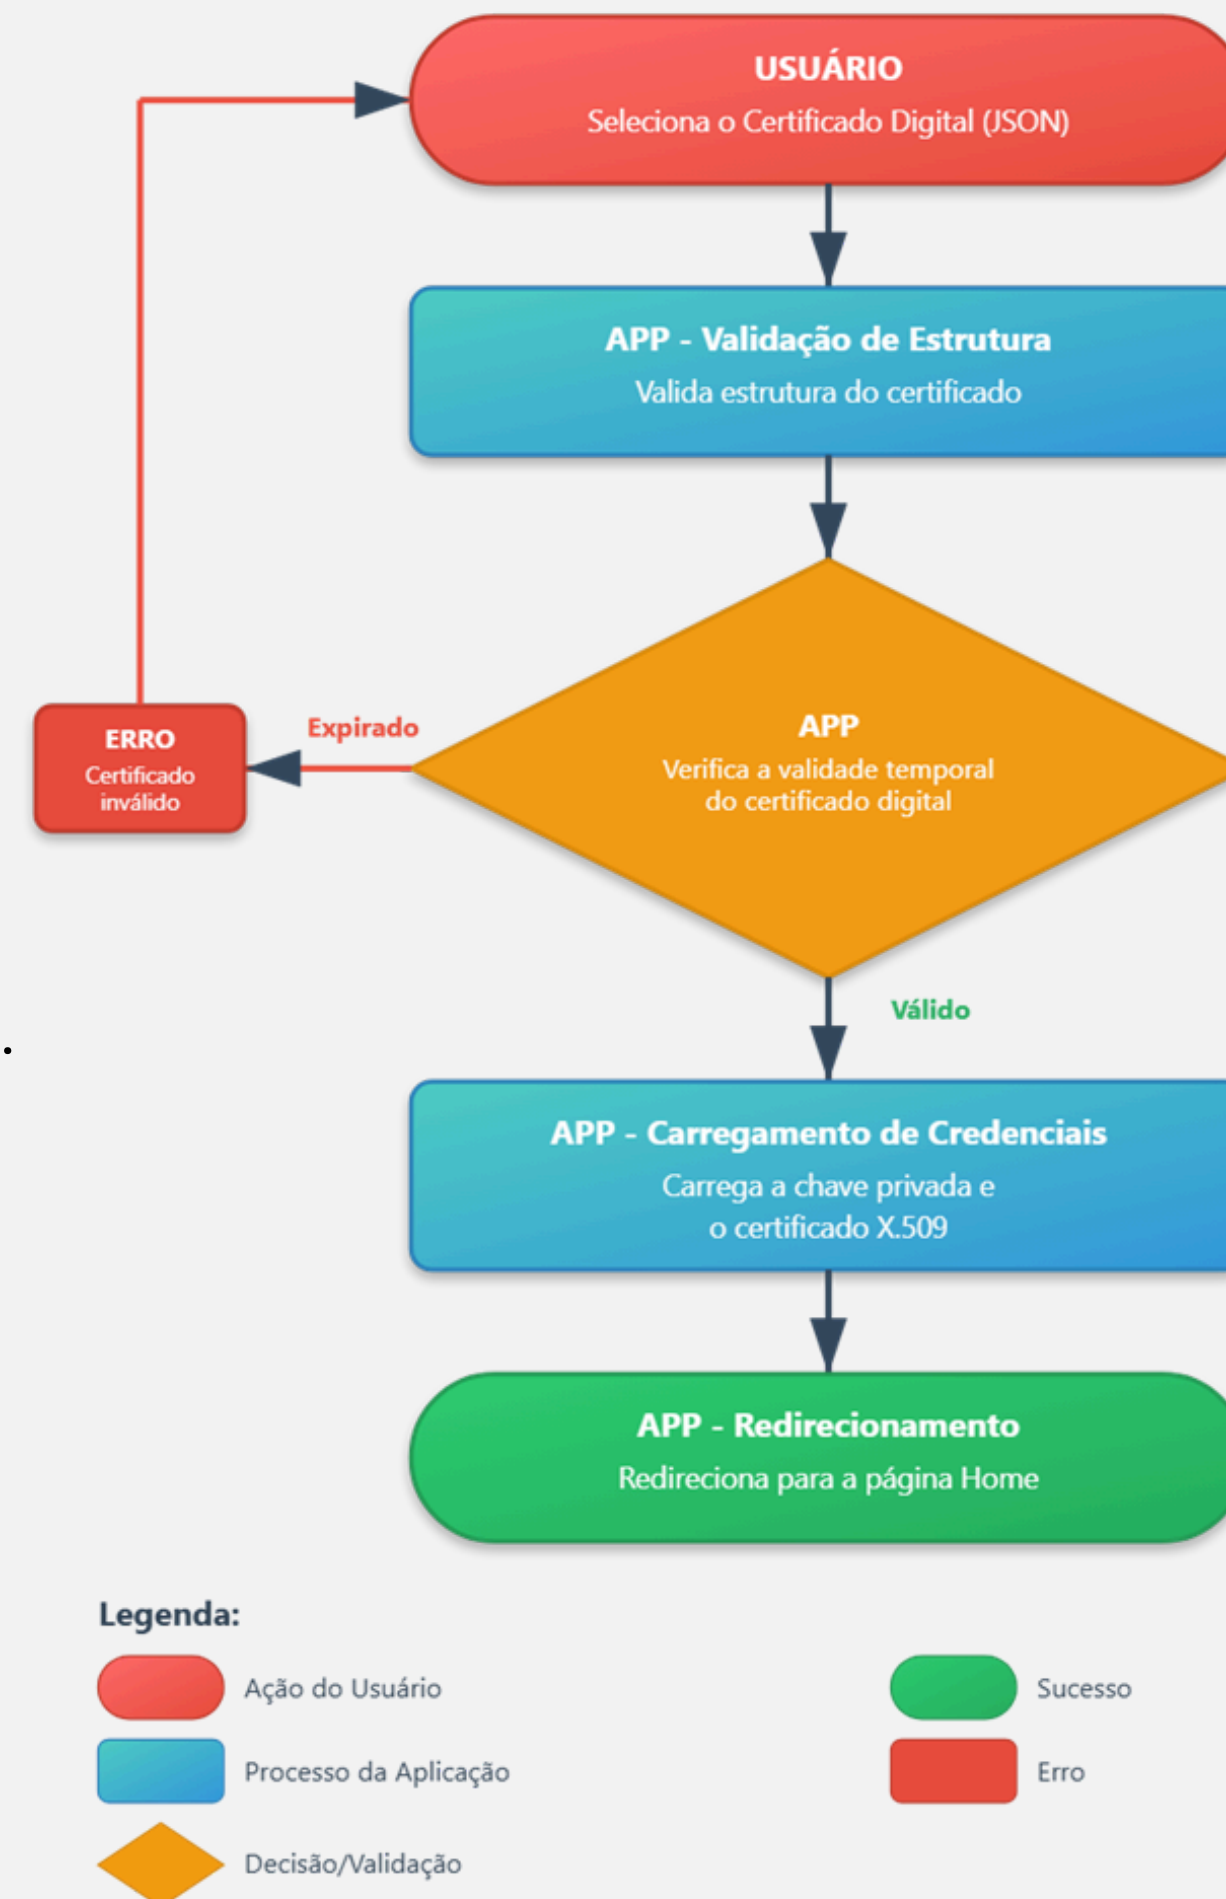 USUÁRIO
Seleciona o Certificado Digital (JSON)
APP - Validação de Estrutura
Valida estrutura do certificado
Expirado
ERRO
Certificado
inválido
APP
Verifica a validade temporal
do certificado digital
Válido
APP - Carregamento de Credenciais
Carrega a chave privada e
o certificado X.509
APP - Redirecionamento
Redireciona para a página Home
Legenda:
Ação do Usuário
Sucesso
Processo da Aplicação
Erro
Decisão/Validação